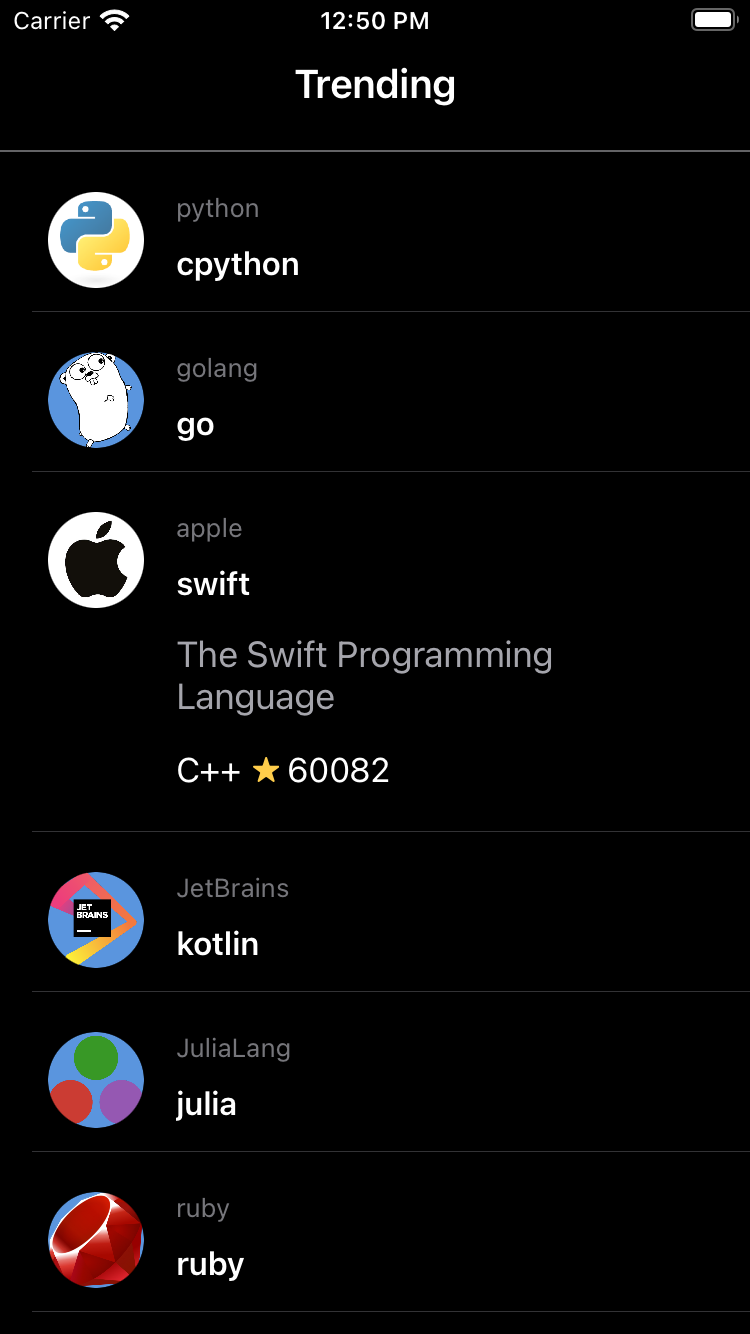 Carrier 12:50 PM
Trending
python
cpython
golang
go
apple
swift
The Swift Programming
Language
C++ ★ 60082
JET
BRAINS
JetBrains
kotlin
JuliaLang
julia
ruby
ruby